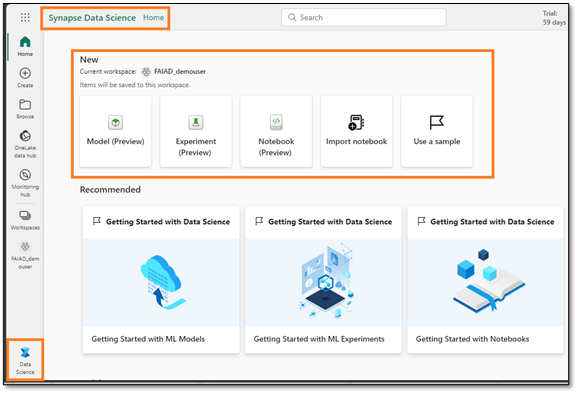 Synapse Data Science Home
Search
Trial:
59 days
Home
Create
Browse
OneLake
data hub
Monitoring
hub
Workspaces
FAIAD_dem
ouser
Data
Science
New
Current workspace: FAIAD_demouser
Items will be saved to this workspace.
Model (Preview)
Experiment
(Preview)
Notebook
(Preview)
Import notebook
Use a sample
Recommended
Getting Started with Data Science
Getting Started with ML Models
Getting Started with Data Science
Getting Started with ML Experiments
Getting Started with Data Science
Getting Started with Notebooks